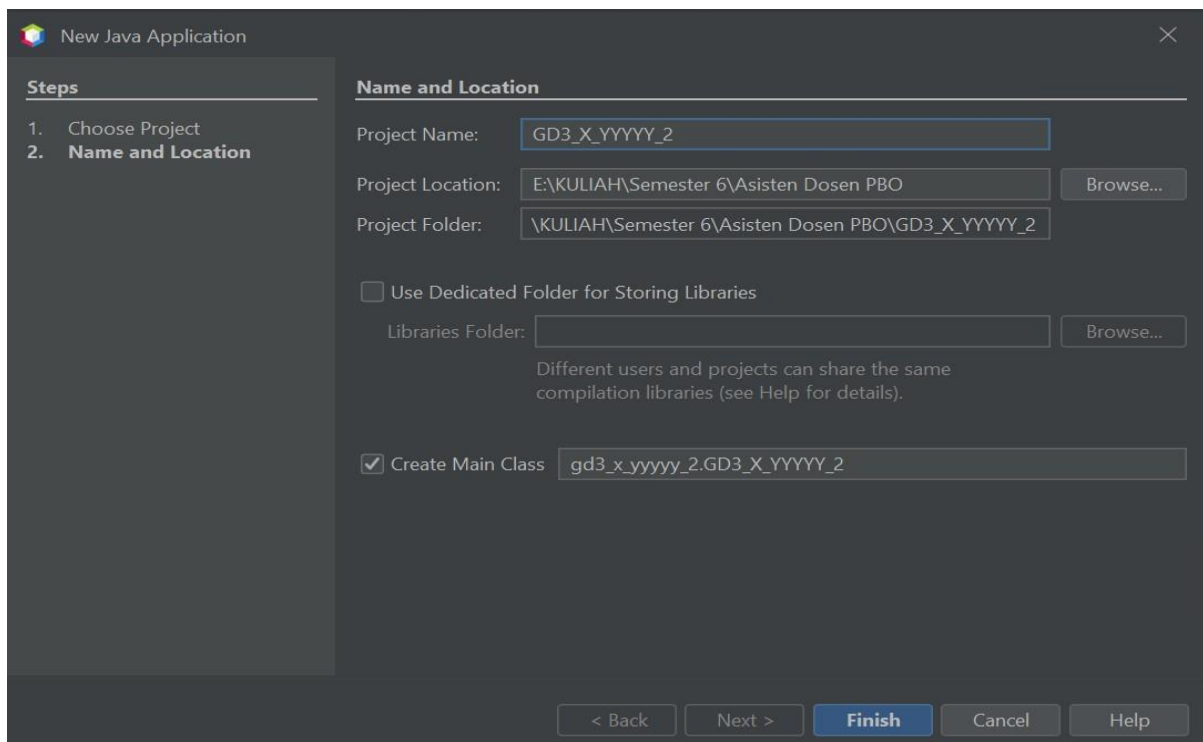 New Java Application
Steps
1. Choose Project
2. Name and Location
Name and Location
Project Name: GD3_X_YYYYY_2
Project Location: E:\KULIAH\Semester 6\Asisten Dosen PBO Browse...
Project Folder: \KULIAH\Semester 6\Asisten Dosen PBO\GD3_X_YYYYY_2
Use Dedicated Folder for Storing Libraries
Libraries Folder: Browse...
Different users and projects can share the same
compilation libraries (see Help for details).
Create Main Class gd3_x_yyyyy_2.GD3_X_YYYYY_2
< Back Next > Finish Cancel Help